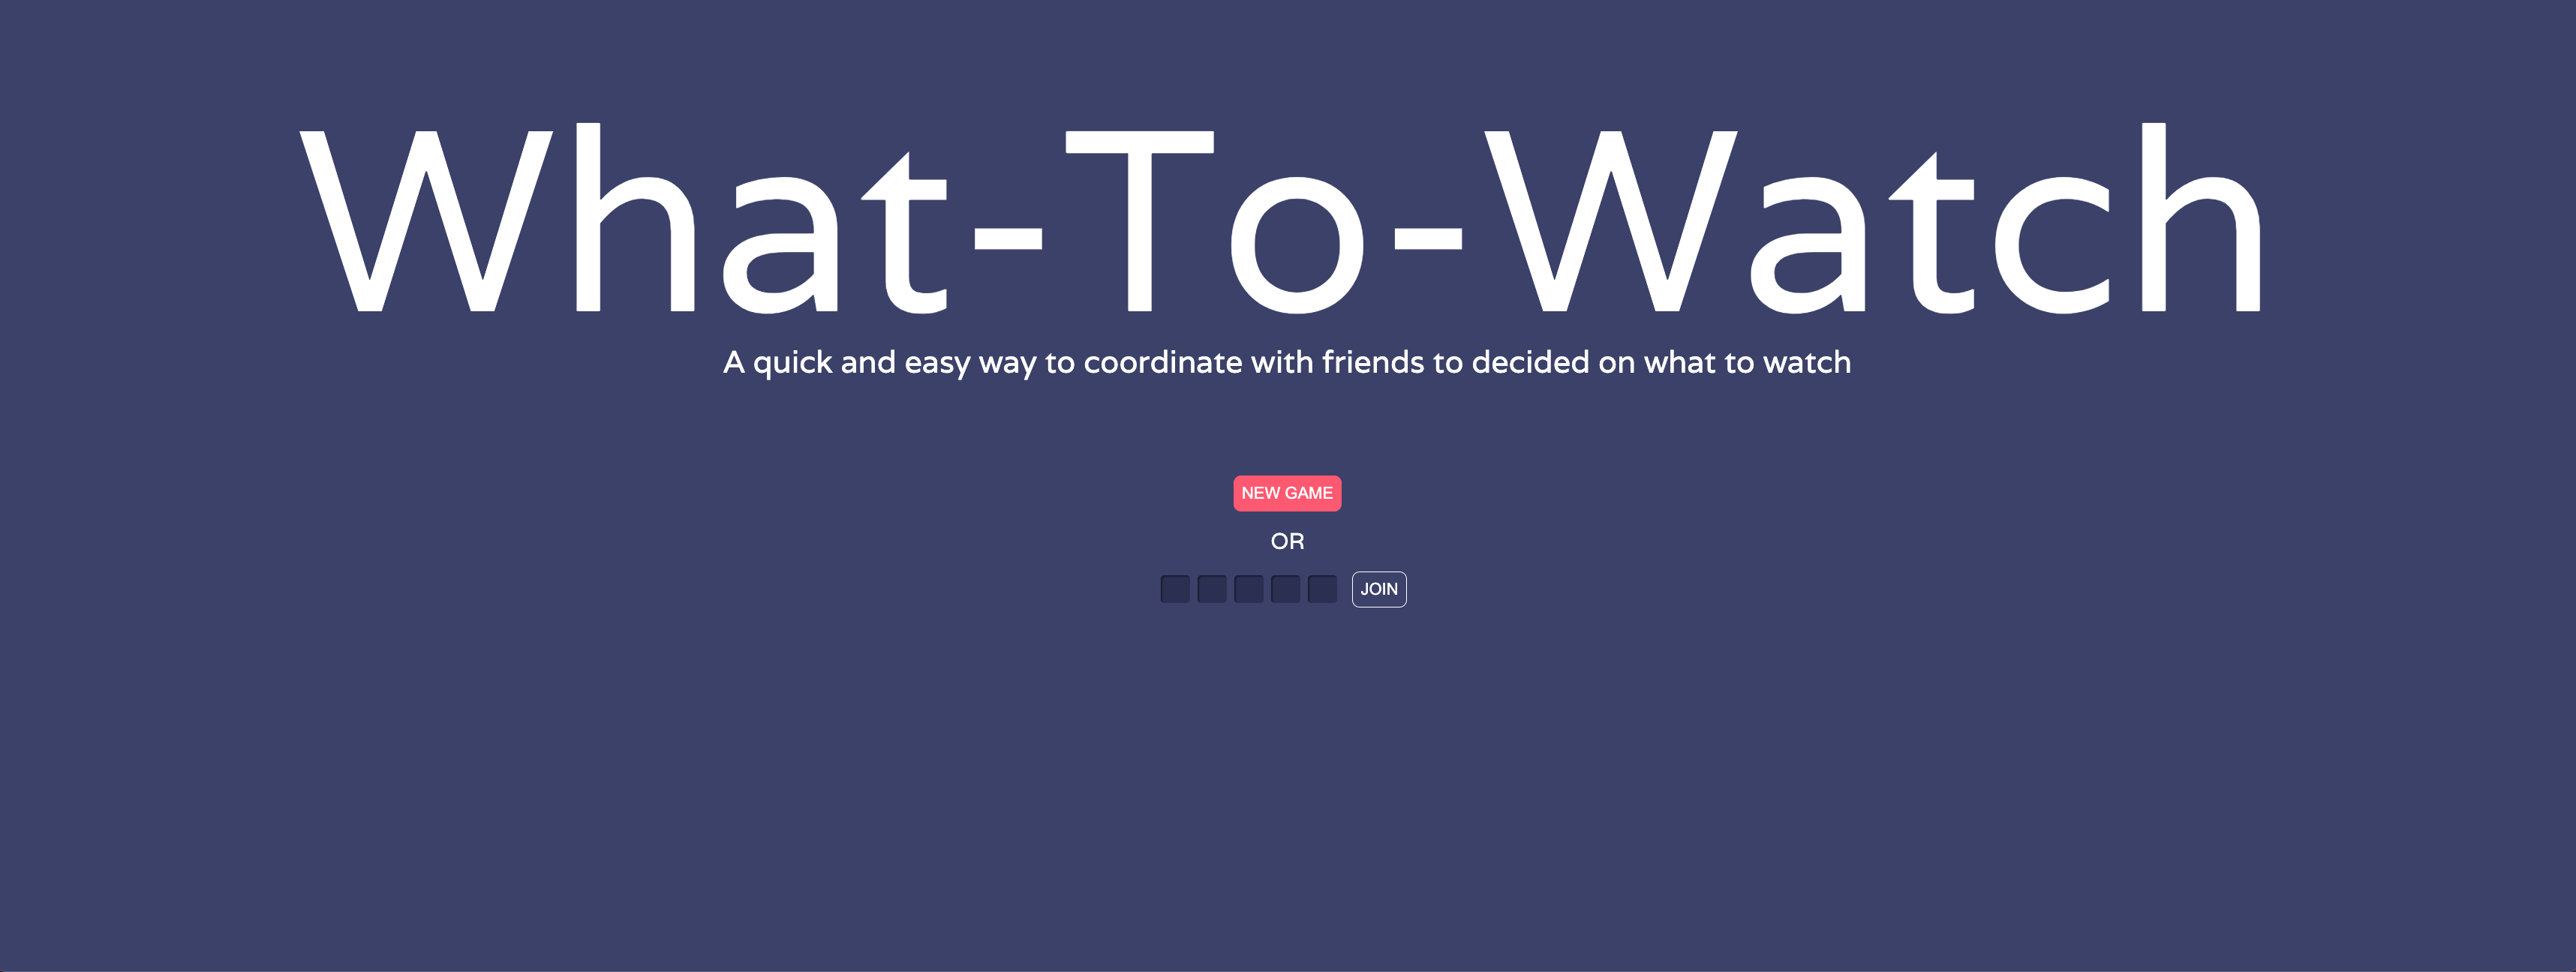 What-To-Watch
A quick and easy way to coordinate with friends to decided on what to watch
NEW GAME
OR
JOIN